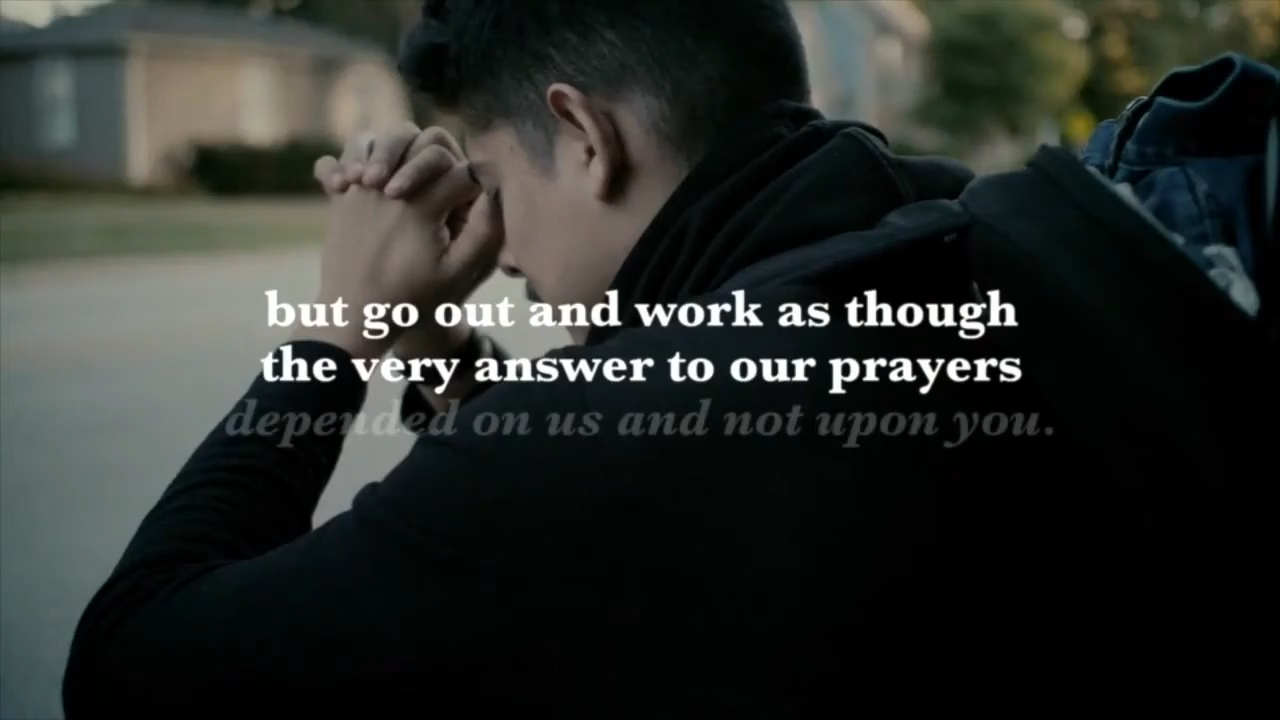 but go out and work as though
the very answer to our prayers
depended on us and not upon you.